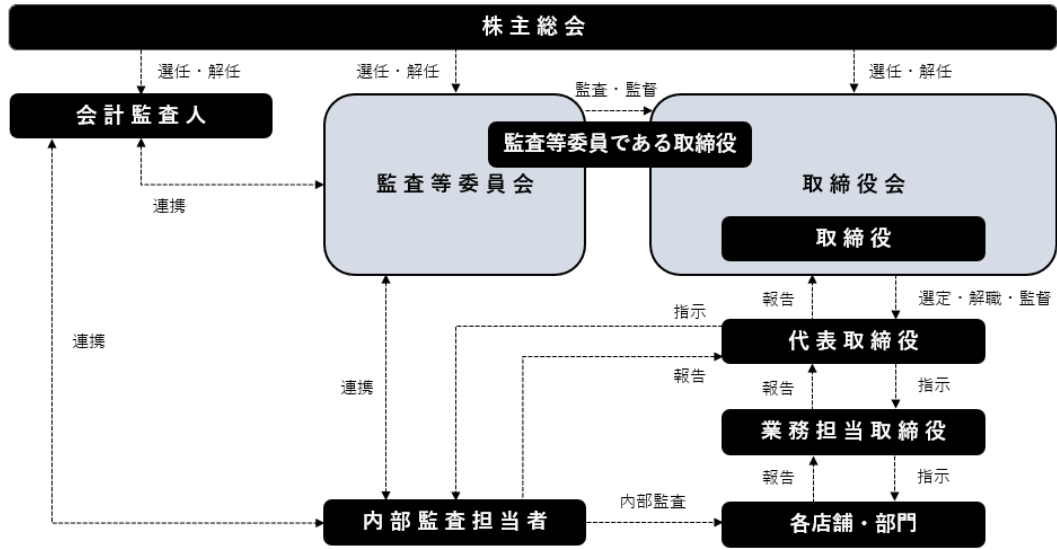 株主総会
選任・解任
選任・解任
選任・解任
監査・監督
会計監査人
監査等委員である取締役
監査等委員会
取締役会
連携
取締役
報告
選定・解職・監督
指示
代表取締役
連携
報告
連携
報告
指示
業務担当取締役
報告
指示
内部監査
内部監査担当者
各店舗・部門